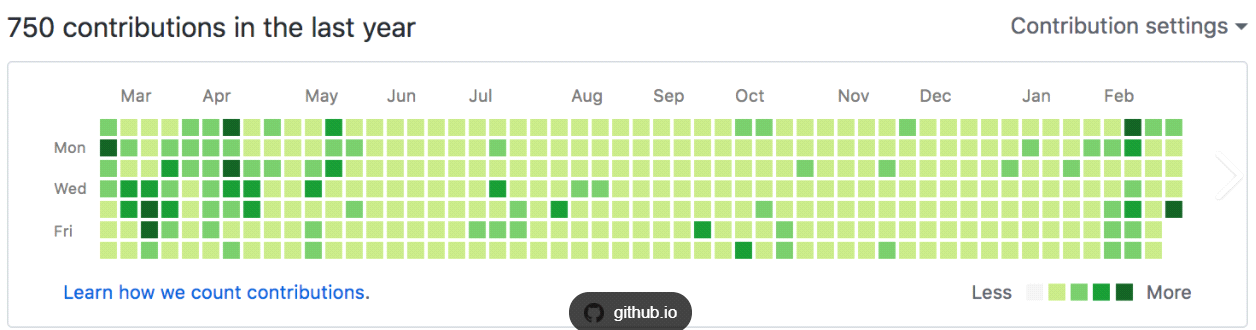 750 contributions in the last year
Contribution settings
Mar Apr May Jun Jul Aug Sep Oct Nov Dec Jan Feb
Mon
Wed
Fri
Learn how we count contributions.
Less More
github.io